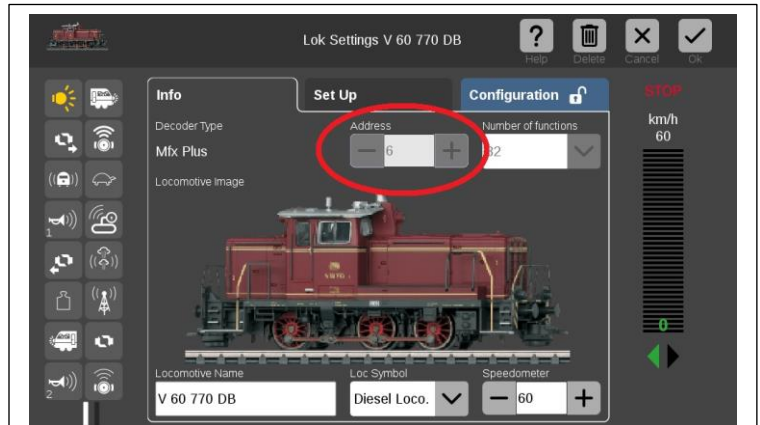 Lok Settings V 60 770 DB
?
Help
Delete
Cancel
Ok
Info
Set Up
Configuration
STOP
Decoder Type
Address
Number of functions
km/h
60
Mfx Plus
6
32
Locomotive Image
1
0
2
Locomotive Name
Loc Symbol
Speedometer
V 60 770 DB
Diesel Loco.
60